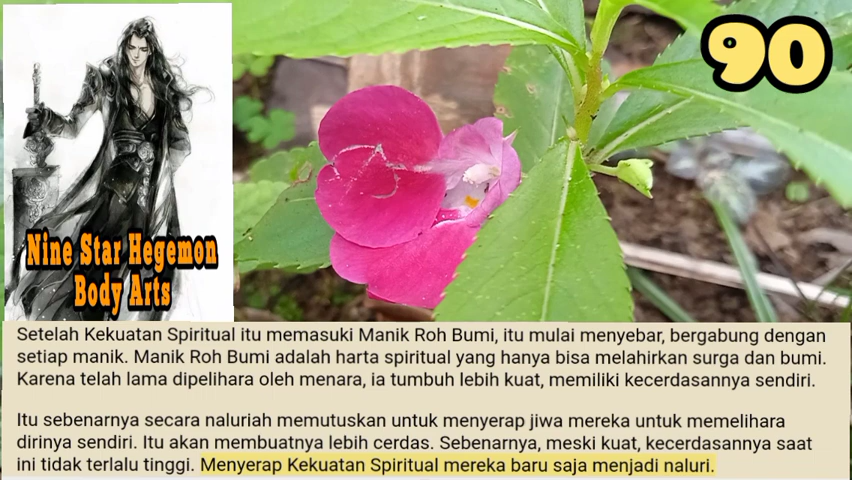 90
Nine Star Hegemon
Body Arts
Setelah Kekuatan Spiritual itu memasuki Manik Roh Bumi, itu mulai menyebar, bergabung dengan
setiap manik. Manik Roh Bumi adalah harta spiritual yang hanya bisa melahirkan surga dan bumi.
Karena telah lama dipelihara oleh menara, ia tumbuh lebih kuat, memiliki kecerdasannya sendiri.
Itu sebenarnya secara naluriah memutuskan untuk menyerap jiwa mereka untuk memelihara
dirinya sendiri. Itu akan membuatnya lebih cerdas. Sebenarnya, meski kuat, kecerdasannya saat
ini tidak terlalu tinggi. Menyerap Kekuatan Spiritual mereka baru saja menjadi naluri.